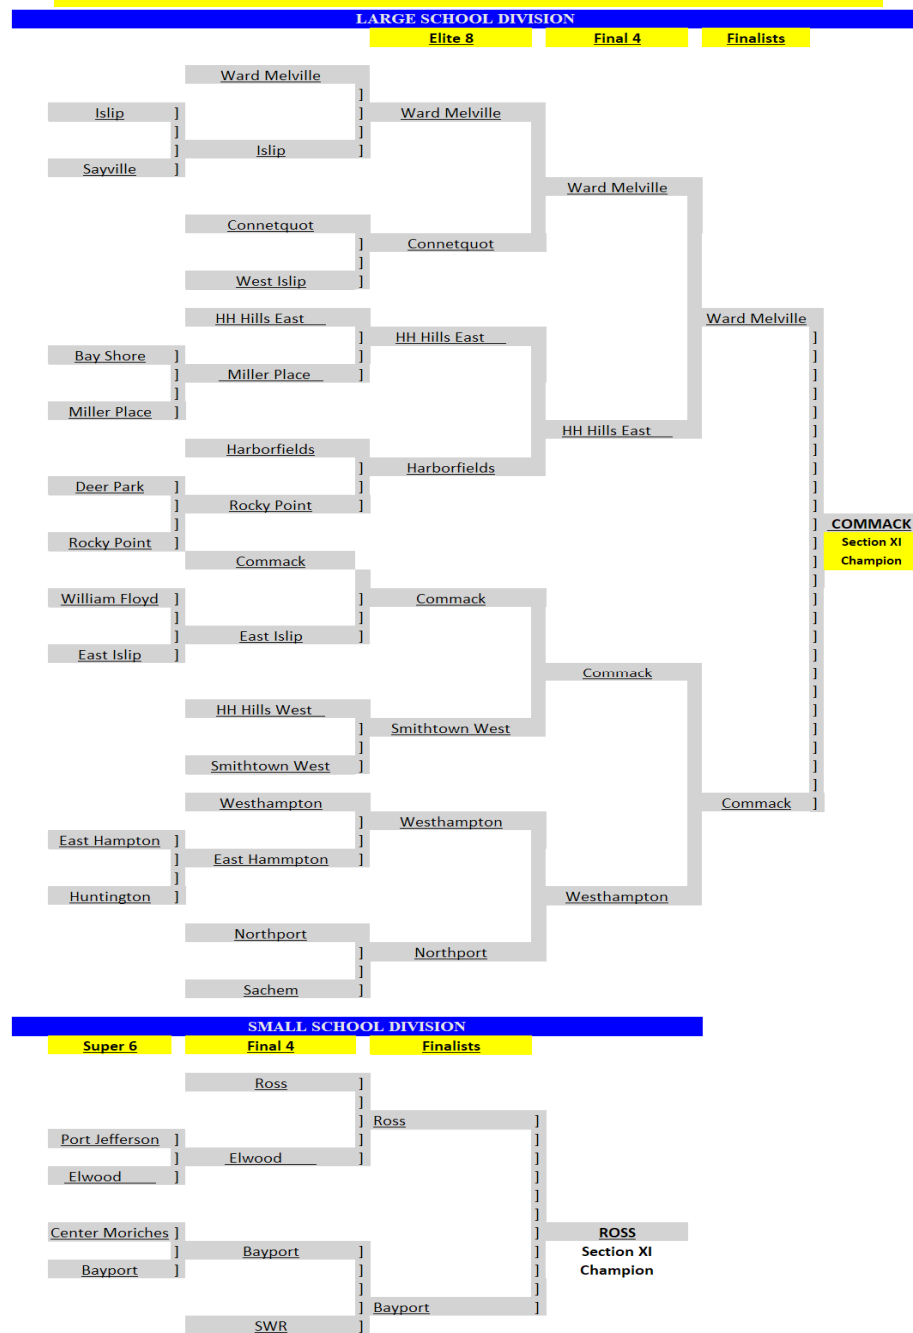 LARGE SCHOOL DIVISION
Elite 8 Final 4 Finalists
Ward Melville
]
Islip ] ] Ward Melville
] ]
] Islip ]
Sayville ]
Ward Melville
Connetquot
] Connetquot
]
West Islip ]
HH Hills East Ward Melville
] HH Hills East ]
Bay Shore ] ] ]
] Miller Place ] ]
] ]
Miller Place ] ]
HH Hills East ]
Harborfields ]
] Harborfields ]
Deer Park ] ] ]
] Rocky Point ] ]
] ] COMMACK
Rocky Point ] ] Section XI
Commack ] Champion
]
William Floyd ] ] Commack ]
] ] ]
] East Islip ] ]
East Islip ] ]
Commack ]
]
HH Hills West ]
] Smithtown West ]
] ]
Smithtown West ] ]
]
Westhampton Commack ]
] Westhampton
East Hampton ] ]
] East Hammpton ]
]
Huntington ] Westhampton
Northport
] Northport
]
Sachem ]
SMALL SCHOOL DIVISION
Super 6 Final 4 Finalists
Ross ]
]
] Ross ]
Port Jefferson ] ] ]
] Elwood ] ]
Elwood ] ]
]
]
Center Moriches ] ] ROSS
] Bayport ] ] Section XI
Bayport ] ] ] Champion
] ]
] Bayport ]
SWR ]